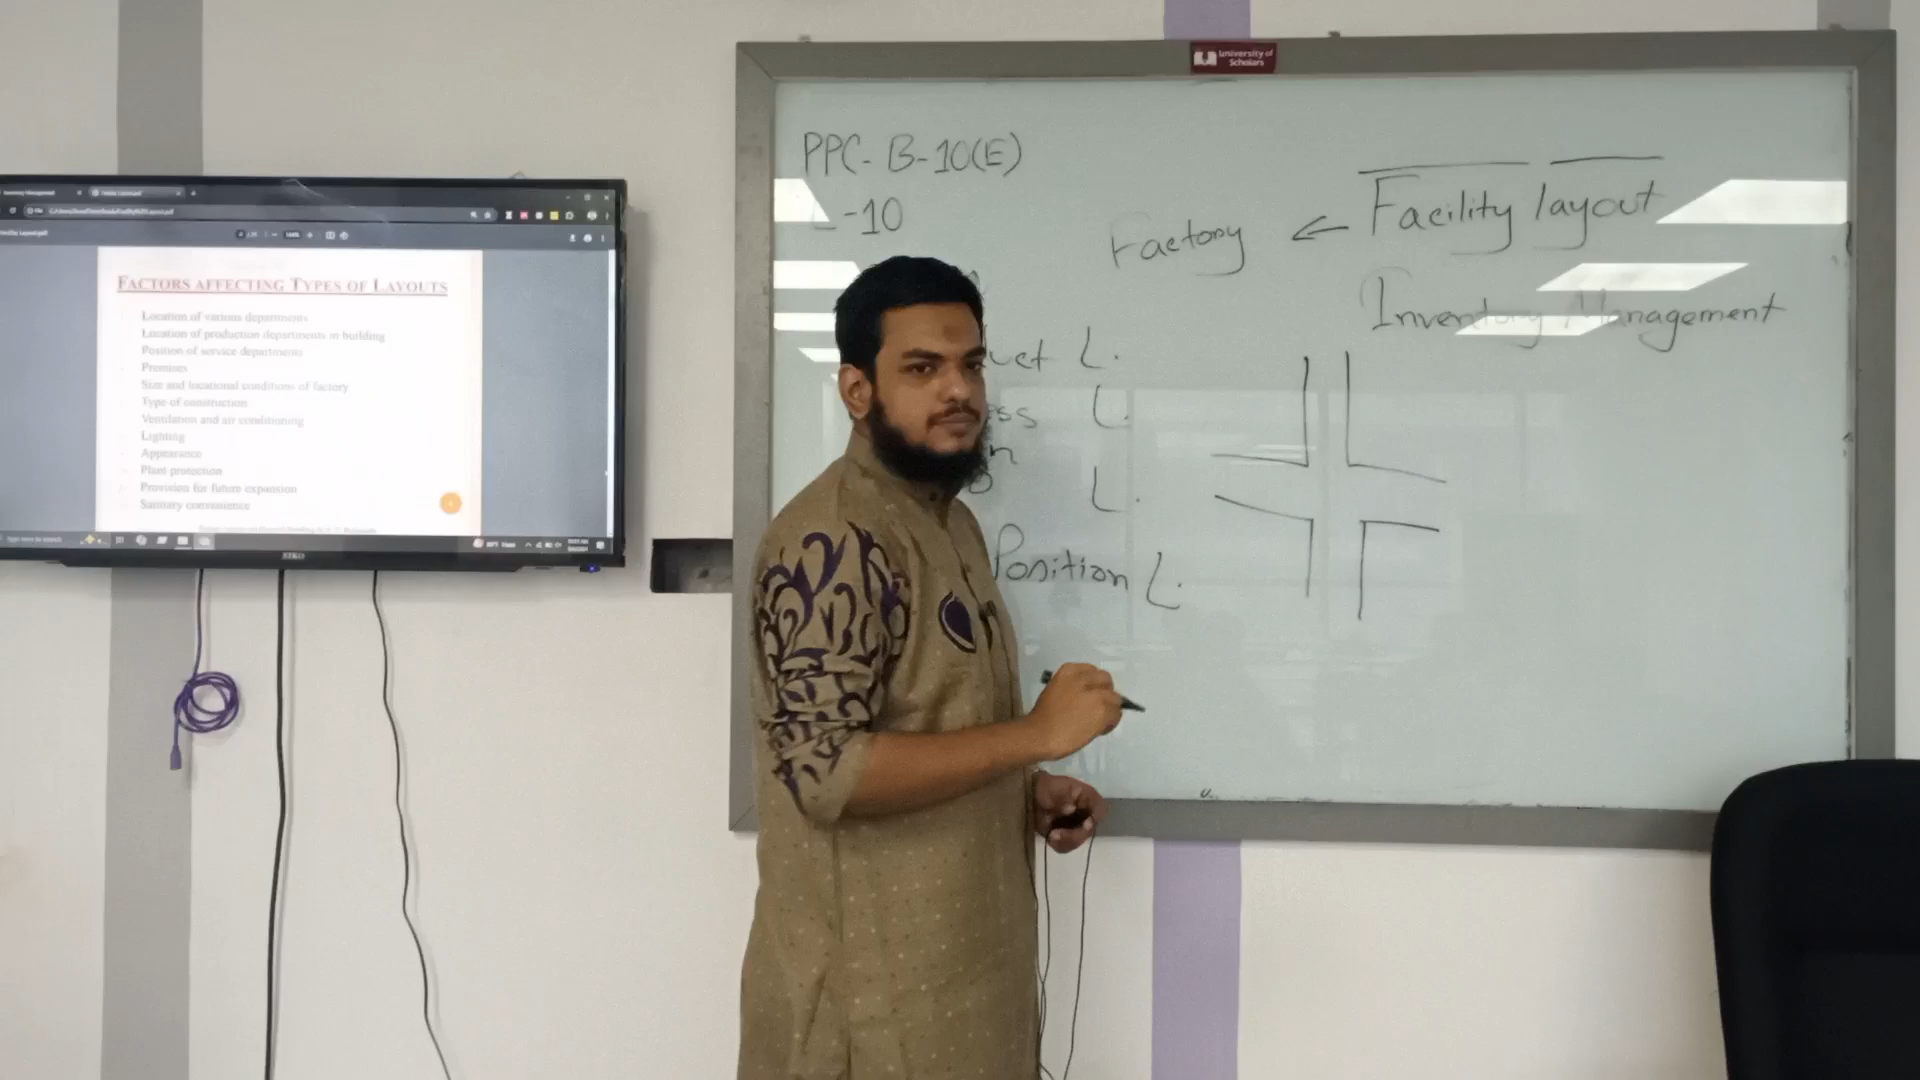 FACTORS AFFECTING TYPES OF LAYOUTS
Location of various departments
Location of production departments in building
Position of service departments
Premises
Size and locational conditions of factory
Type of construction
Ventilation and air conditioning
Lighting
Appearance
Plant protection
Provision for future expansion
Sanitary convenience
University of
Scholars
PPC-B-10(E)
-10
Factory ← Facility layout
Inventory Management
uct L.
ess L.
n
o L.
Position L.